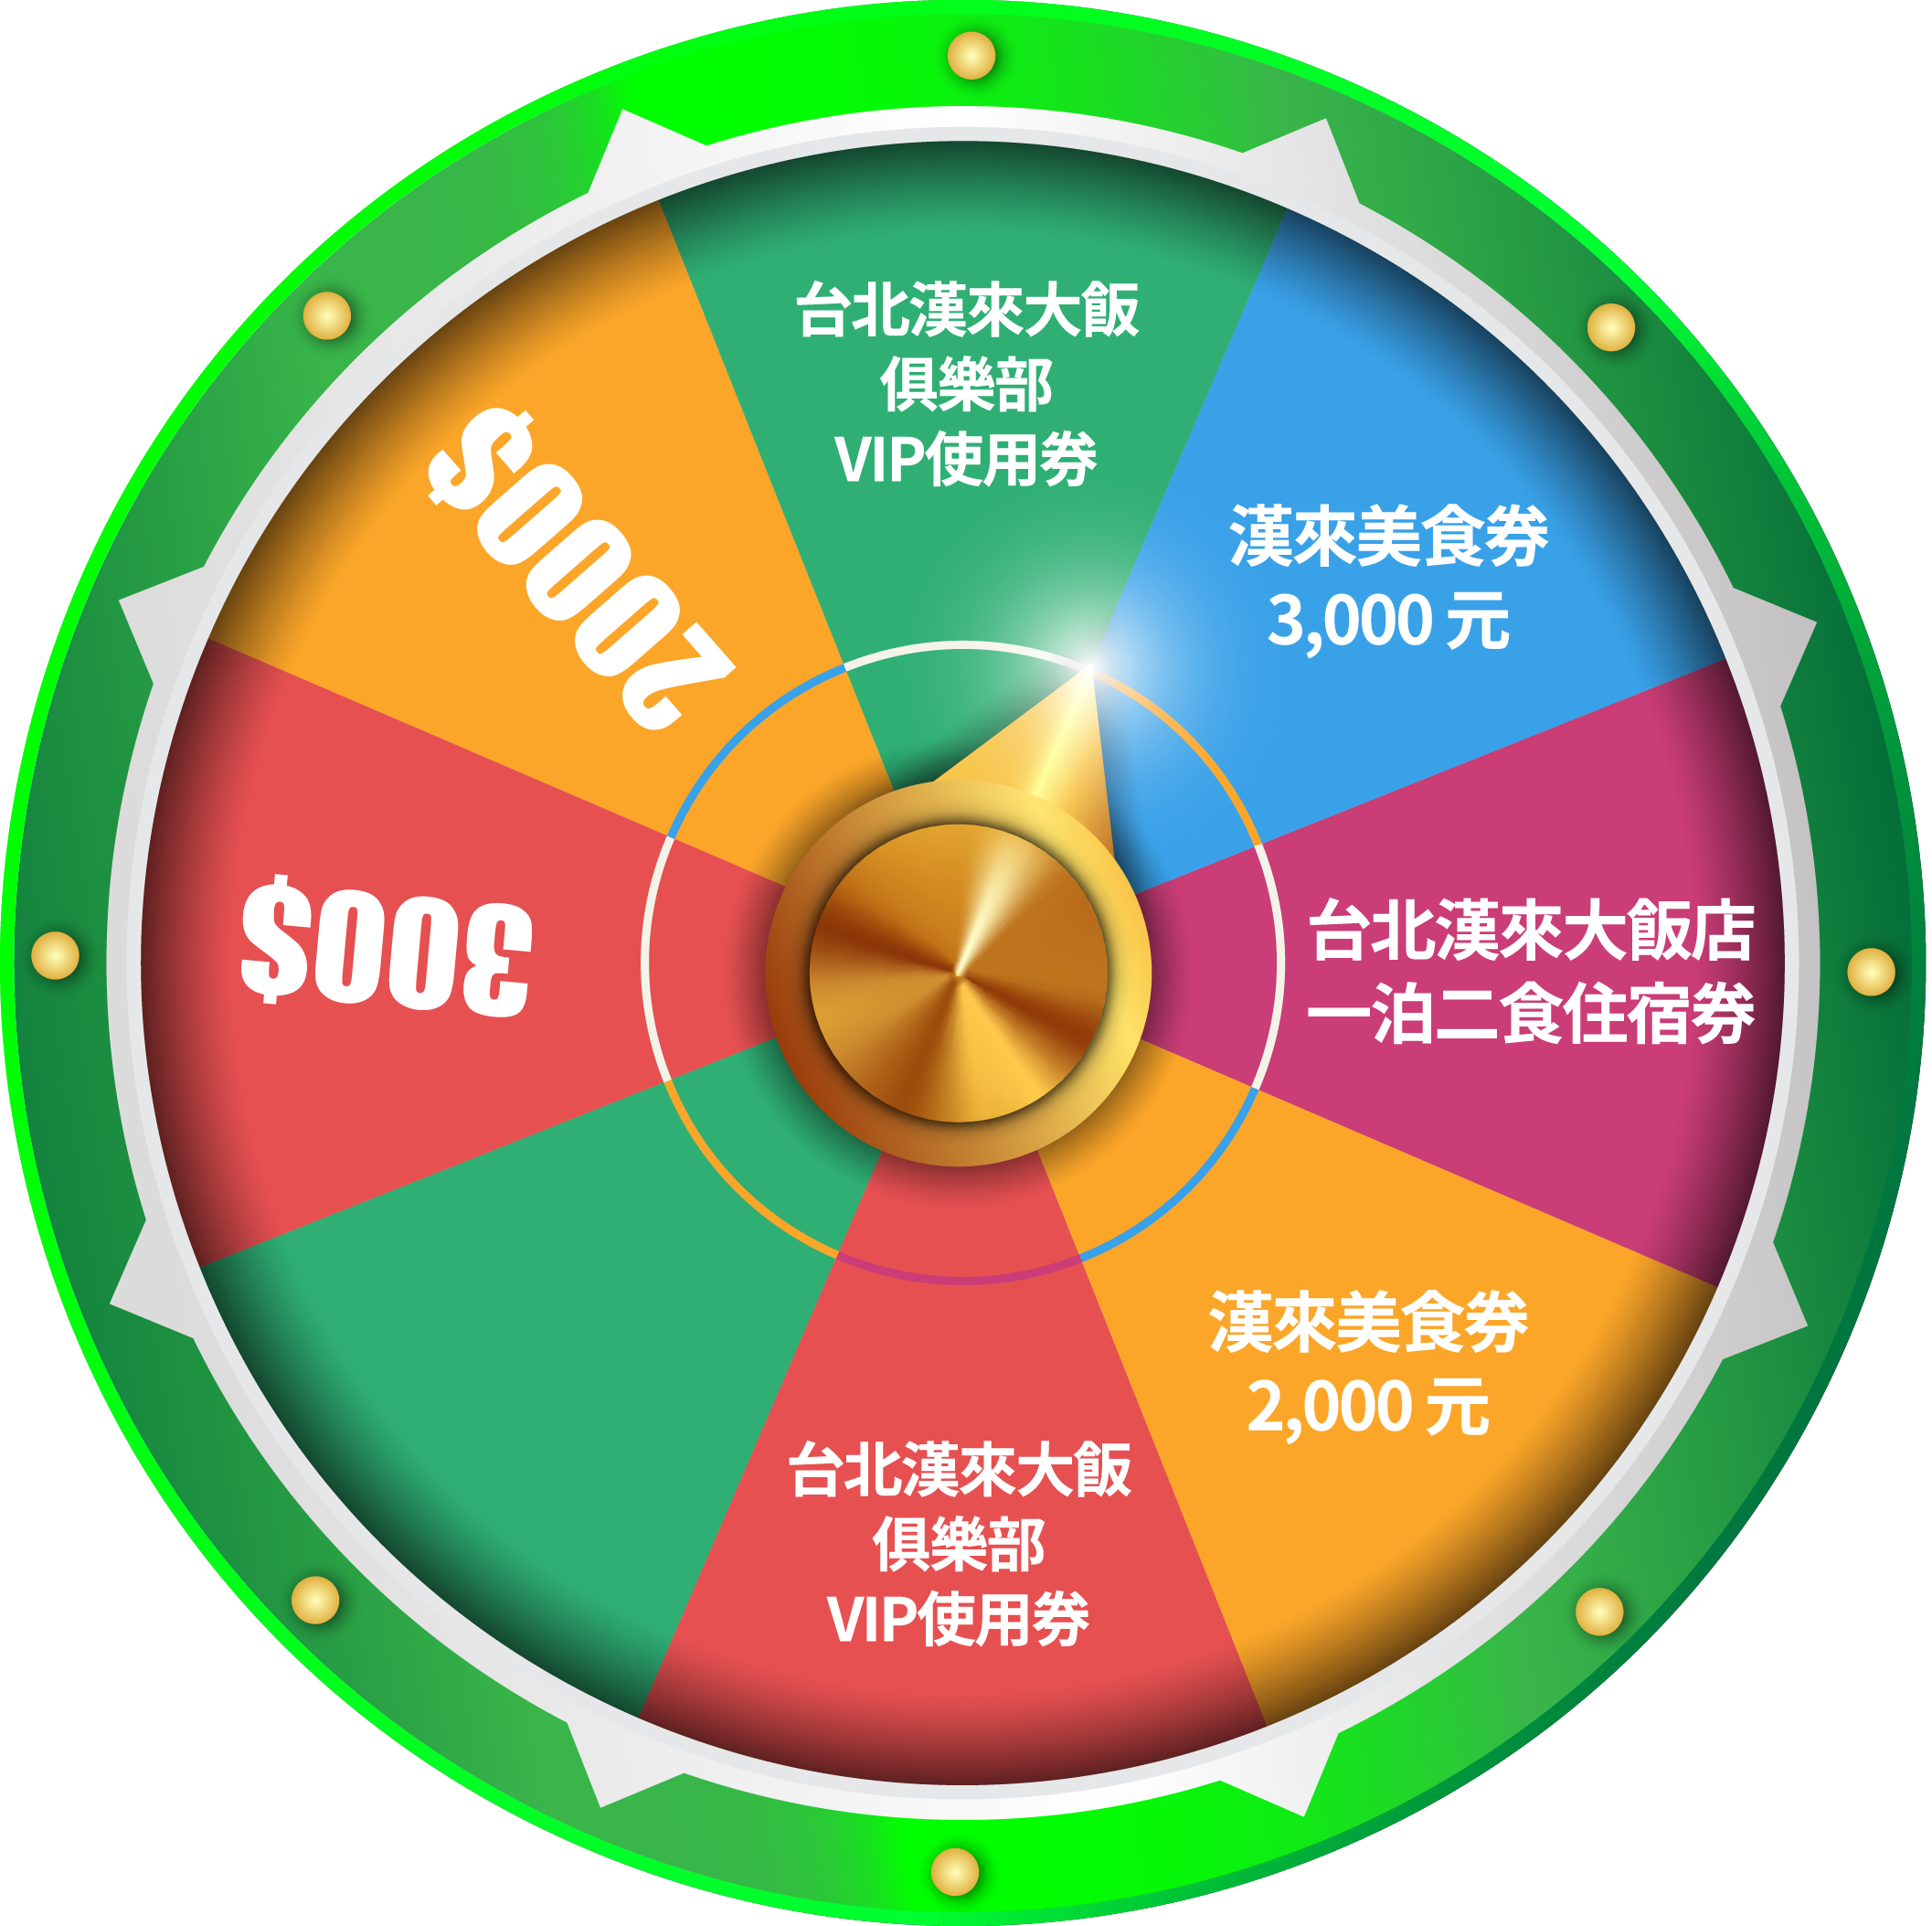 台北漢來大飯
俱樂部
VIP使用券
漢來美食券
3,000 元
台北漢來大飯店
一泊二食住宿券
漢來美食券
2,000 元
台北漢來大飯
俱樂部
VIP使用券
300$
2000$